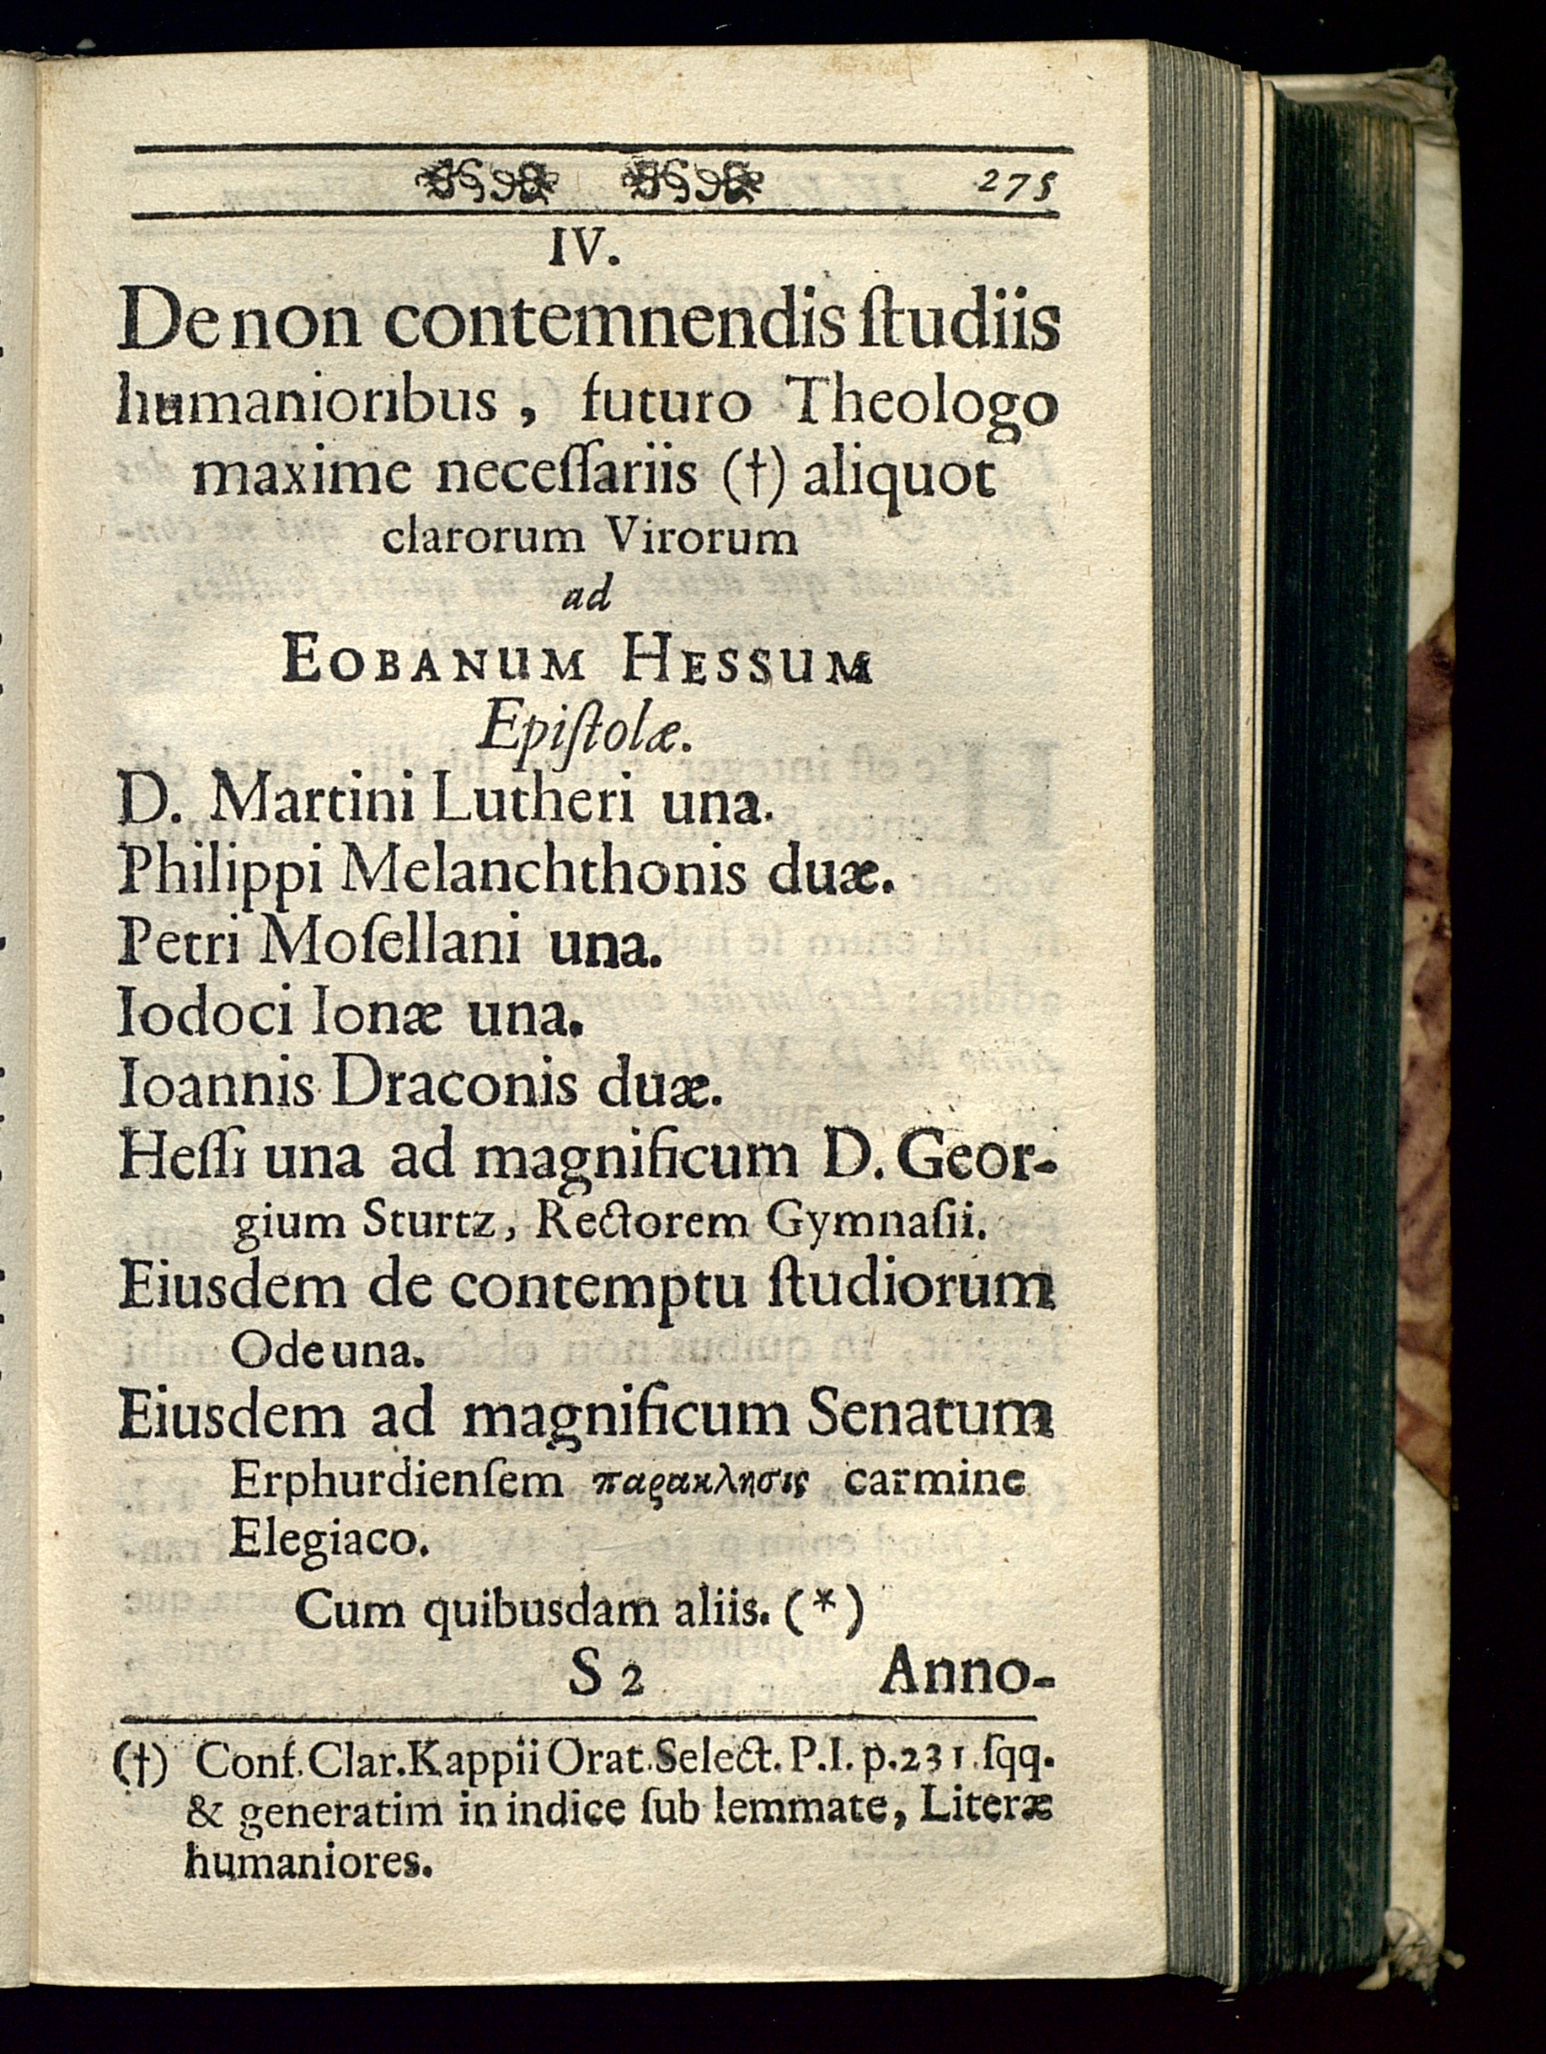 275
IV.
De non contemnendis ſtudiis
humanioribus, futuro Theologo
maxime neceſſariis (†) aliquot
clarorum Virorum
ad
EOBANUM HESSUM
Epiſtolæ.
D. Martini Lutheri una.
Philippi Melanchthonis duæ.
Petri Moſellani una.
Iodoci Ionæ una.
Ioannis Draconis duæ.
Heſſi una ad magnificum D. Geor-
gium Sturtz, Rectorem Gymnaſii.
Eiusdem de contemptu ſtudiorum
Ode una.
Eiusdem ad magnificum Senatum
Erphurdienſem παρακλησις carmine
Elegiaco.
Cum quibusdam aliis. (*)
S 2 Anno-
(†) Conf. Clar. Kappii Orat. Select. P. I. p. 231. ſqq.
& generatim in indice ſub lemmate, Literæ
humaniores.